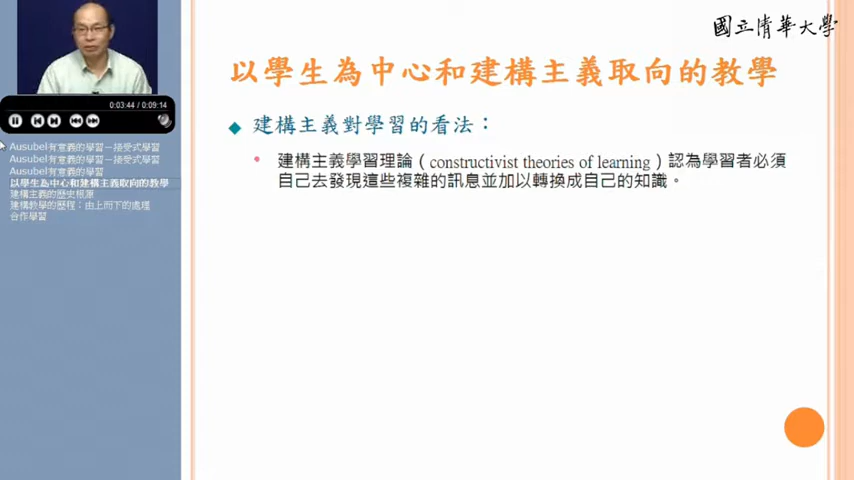 國立清華大學
以學生為中心和建構主義取向的教學
建構主義對學習的看法：
建構主義學習理論（constructivist theories of learning）認為學習者必須
自己去發現這些複雜的訊息並加以轉換成自己的知識。
0:03:44 / 0:09:14
Ausubel有意義的學習－接受式學習
Ausubel有意義的學習－接受式學習
Ausubel有意義的學習
以學生為中心和建構主義取向的教學
建構主義的歷史根源
建構教學的歷程：由上而下的處理
合作學習